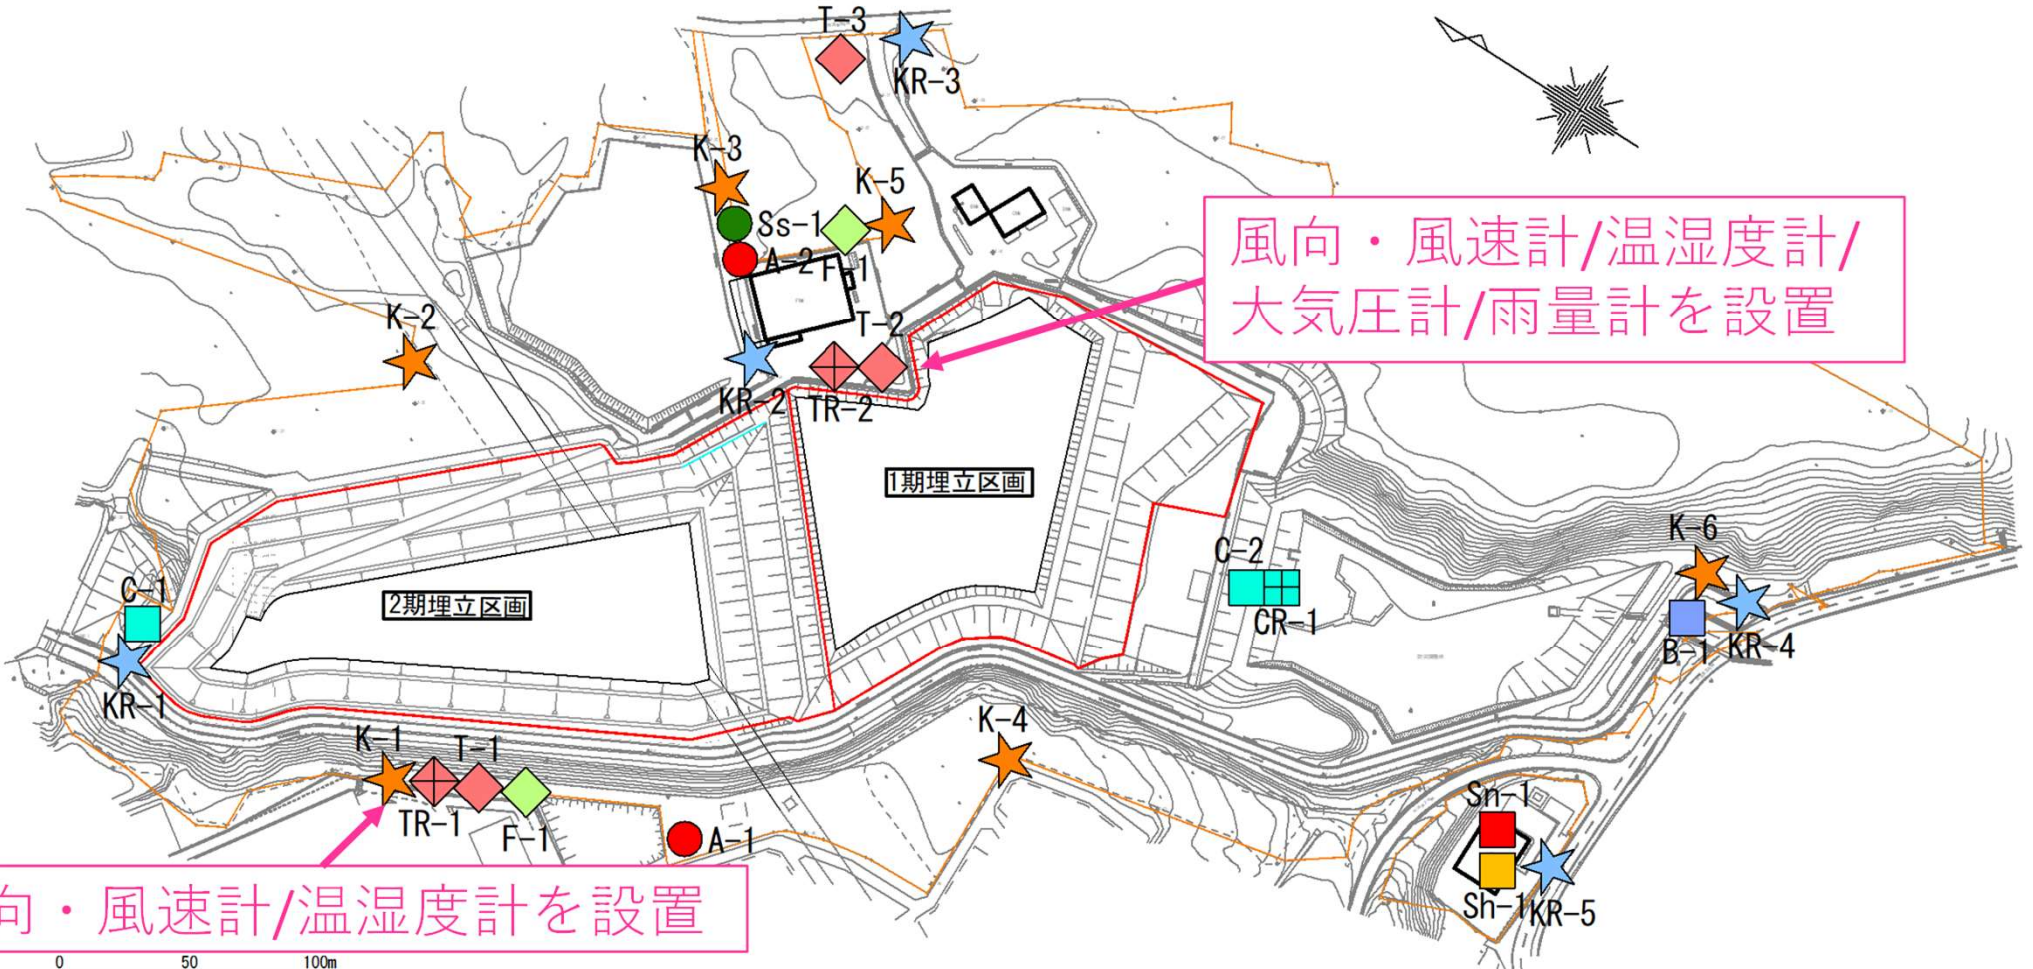 T-3
KR-3
K-3
K-5
Ss-1
A-2
F-1
風向・風速計/温湿度計/
大気圧計/雨量計を設置
K-2
T-2
KR-2
TR-2
1期埋立区画
K-6
C-2
C-1
2期埋立区画
CR-1
B-1
KR-4
KR-1
K-4
K-1
T-1
TR-1
F-1
A-1
Sn-1
Sh-1
KR-5
向・風速計/温湿度計を設置
0 50 100m